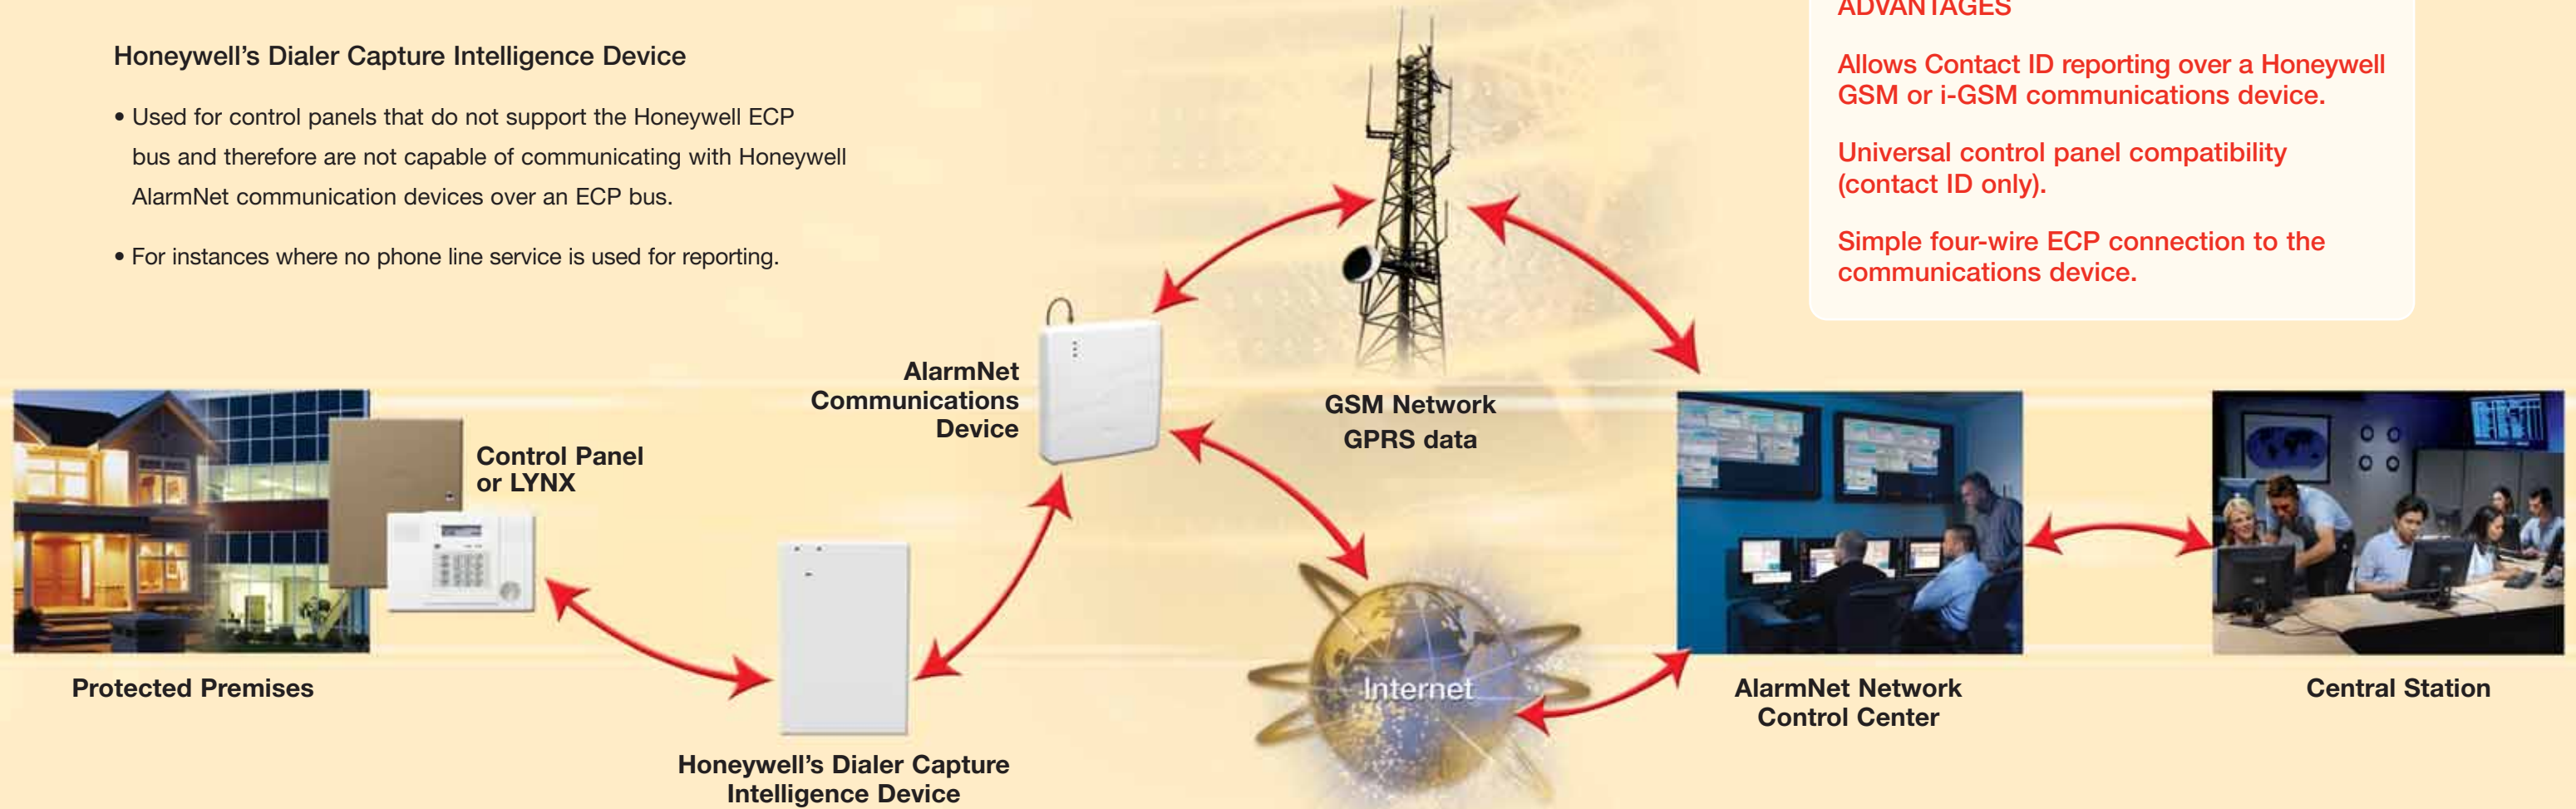 Honeywell’s Dialer Capture Intelligence Device
• Used for control panels that do not support the Honeywell ECP
bus and therefore are not capable of communicating with Honeywell
AlarmNet communication devices over an ECP bus.
• For instances where no phone line service is used for reporting.
ADVANTAGES
Allows Contact ID reporting over a Honeywell
GSM or i-GSM communications device.
Universal control panel compatibility
(contact ID only).
Simple four-wire ECP connection to the
communications device.
AlarmNet
Communications
Device
GSM Network
GPRS data
Control Panel
or LYNX
Internet
Protected Premises
AlarmNet Network
Control Center
Central Station
Honeywell’s Dialer Capture
Intelligence Device